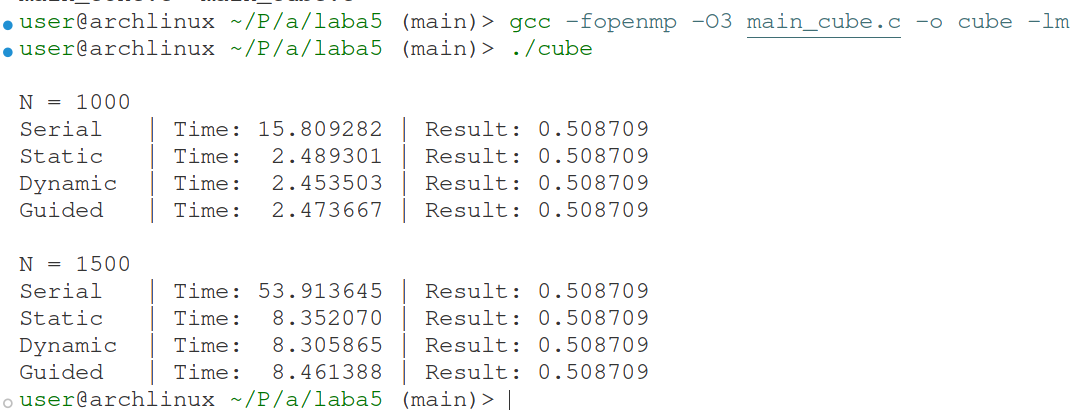 user@archlinux ~/P/a/laba5 (main)> gcc -fopenmp -O3 main_cube.c -o cube -lm
user@archlinux ~/P/a/laba5 (main)> ./cube
N = 1000
Serial | Time: 15.809282 | Result: 0.508709
Static | Time: 2.489301 | Result: 0.508709
Dynamic | Time: 2.453503 | Result: 0.508709
Guided | Time: 2.473667 | Result: 0.508709
N = 1500
Serial | Time: 53.913645 | Result: 0.508709
Static | Time: 8.352070 | Result: 0.508709
Dynamic | Time: 8.305865 | Result: 0.508709
Guided | Time: 8.461388 | Result: 0.508709
user@archlinux ~/P/a/laba5 (main)>